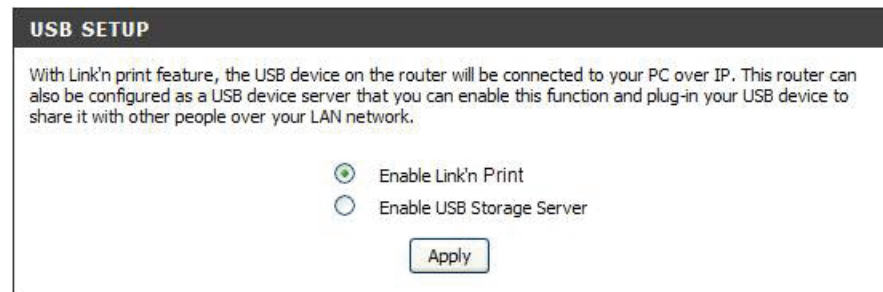 USB SETUP
With Link'n print feature, the USB device on the router will be connected to your PC over IP. This router can
also be configured as a USB device server that you can enable this function and plug-in your USB device to
share it with other people over your LAN network.
Enable Link'n Print
Enable USB Storage Server
Apply